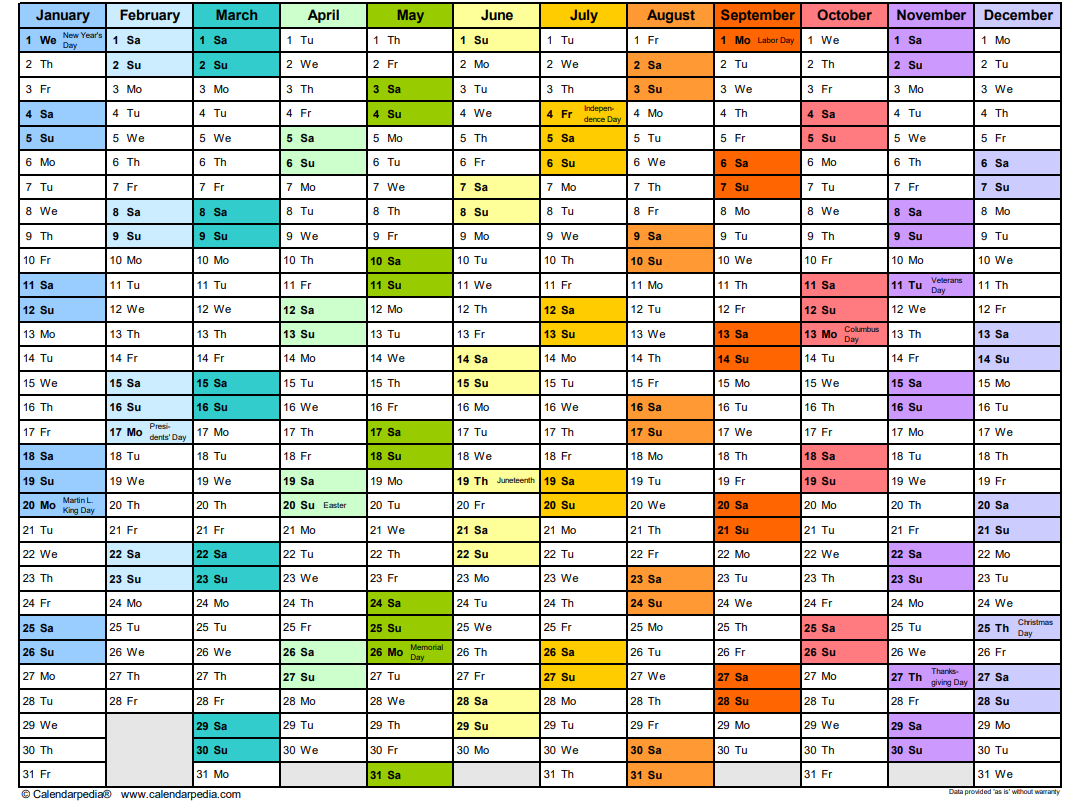 January February March April May June July August September October November December
1 We New Year's Day 1 Sa 1 Sa 1 Tu 1 Th 1 Su 1 Tu 1 Fr 1 Mo Labor Day 1 We 1 Sa 1 Mo
2 Th 2 Su 2 Su 2 We 2 Fr 2 Mo 2 We 2 Sa 2 Tu 2 Th 2 Su 2 Tu
3 Fr 3 Mo 3 Mo 3 Th 3 Sa 3 Tu 3 Th 3 Su 3 We 3 Fr 3 Mo 3 We
4 Sa 4 Tu 4 Tu 4 Fr 4 Su 4 We 4 Fr Indepen-dence Day 4 Mo 4 Th 4 Sa 4 Tu 4 Th
5 Su 5 We 5 We 5 Sa 5 Mo 5 Th 5 Sa 5 Tu 5 Fr 5 Su 5 We 5 Fr
6 Mo 6 Th 6 Th 6 Su 6 Tu 6 Fr 6 Su 6 We 6 Sa 6 Mo 6 Th 6 Sa
7 Tu 7 Fr 7 Fr 7 Mo 7 We 7 Sa 7 Mo 7 Th 7 Su 7 Tu 7 Fr 7 Su
8 We 8 Sa 8 Sa 8 Tu 8 Th 8 Su 8 Tu 8 Fr 8 Mo 8 We 8 Sa 8 Mo
9 Th 9 Su 9 Su 9 We 9 Fr 9 Mo 9 We 9 Sa 9 Tu 9 Th 9 Su 9 Tu
10 Fr 10 Mo 10 Mo 10 Th 10 Sa 10 Tu 10 Th 10 Su 10 We 10 Fr 10 Mo 10 We
11 Sa 11 Tu 11 Tu 11 Fr 11 Su 11 We 11 Fr 11 Mo 11 Th 11 Sa 11 Tu Veterans Day 11 Th
12 Su 12 We 12 We 12 Sa 12 Mo 12 Th 12 Sa 12 Tu 12 Fr 12 Su 12 We 12 Fr
13 Mo 13 Th 13 Th 13 Su 13 Tu 13 Fr 13 Su 13 We 13 Sa 13 Mo Columbus Day 13 Th 13 Sa
14 Tu 14 Fr 14 Fr 14 Mo 14 We 14 Sa 14 Mo 14 Th 14 Su 14 Tu 14 Fr 14 Su
15 We 15 Sa 15 Sa 15 Tu 15 Th 15 Su 15 Tu 15 Fr 15 Mo 15 We 15 Sa 15 Mo
16 Th 16 Su 16 Su 16 We 16 Fr 16 Mo 16 We 16 Sa 16 Tu 16 Th 16 Su 16 Tu
17 Fr 17 Mo Presi-dents' Day 17 Mo 17 Th 17 Sa 17 Tu 17 Th 17 Su 17 We 17 Fr 17 Mo 17 We
18 Sa 18 Tu 18 Tu 18 Fr 18 Su 18 We 18 Fr 18 Mo 18 Th 18 Sa 18 Tu 18 Th
19 Su 19 We 19 We 19 Sa 19 Mo 19 Th Juneteenth 19 Sa 19 Tu 19 Fr 19 Su 19 We 19 Fr
20 Mo Martin L. King Day 20 Th 20 Th 20 Su Easter 20 Tu 20 Fr 20 Su 20 We 20 Sa 20 Mo 20 Th 20 Sa
21 Tu 21 Fr 21 Fr 21 Mo 21 We 21 Sa 21 Mo 21 Th 21 Su 21 Tu 21 Fr 21 Su
22 We 22 Sa 22 Sa 22 Tu 22 Th 22 Su 22 Tu 22 Fr 22 Mo 22 We 22 Sa 22 Mo
23 Th 23 Su 23 Su 23 We 23 Fr 23 Mo 23 We 23 Sa 23 Tu 23 Th 23 Su 23 Tu
24 Fr 24 Mo 24 Mo 24 Th 24 Sa 24 Tu 24 Th 24 Su 24 We 24 Fr 24 Mo 24 We
25 Sa 25 Tu 25 Tu 25 Fr 25 Su 25 We 25 Fr 25 Mo 25 Th 25 Sa 25 Tu 25 Th Christmas Day
26 Su 26 We 26 We 26 Sa 26 Mo Memorial Day 26 Th 26 Sa 26 Tu 26 Fr 26 Su 26 We 26 Fr
27 Mo 27 Th 27 Th 27 Su 27 Tu 27 Fr 27 Su 27 We 27 Sa 27 Mo 27 Th Thanks-giving Day 27 Sa
28 Tu 28 Fr 28 Fr 28 Mo 28 We 28 Sa 28 Mo 28 Th 28 Su 28 Tu 28 Fr 28 Su
29 We 29 Sa 29 Tu 29 Th 29 Su 29 Tu 29 Fr 29 Mo 29 We 29 Sa 29 Mo
30 Th 30 Su 30 We 30 Fr 30 Mo 30 We 30 Sa 30 Tu 30 Th 30 Su 30 Tu
31 Fr 31 Mo 31 Sa 31 Th 31 Su 31 Fr 31 We
© Calendarpedia® www.calendarpedia.com Data provided 'as is' without warranty